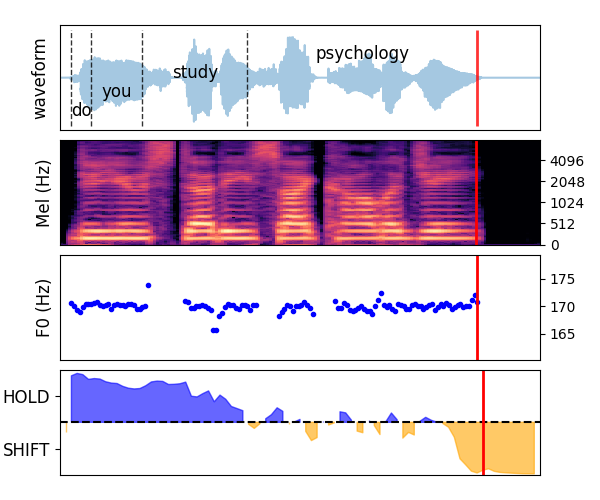 waveform
do
you
study
psychology
Mel (Hz)
4096
2048
1024
512
0
F0 (Hz)
175
170
165
HOLD
SHIFT